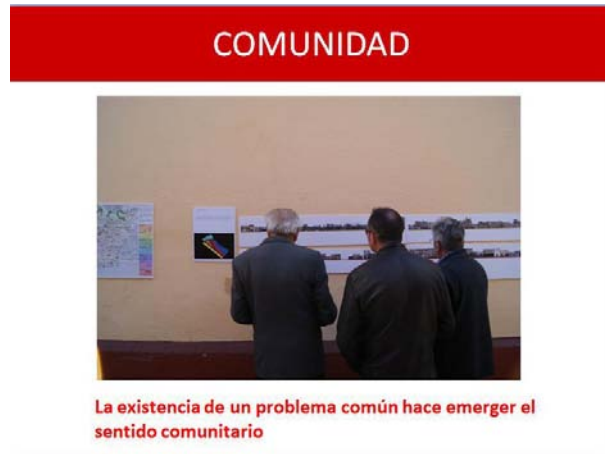 COMUNIDAD
La existencia de un problema común hace emerger el
sentido comunitario